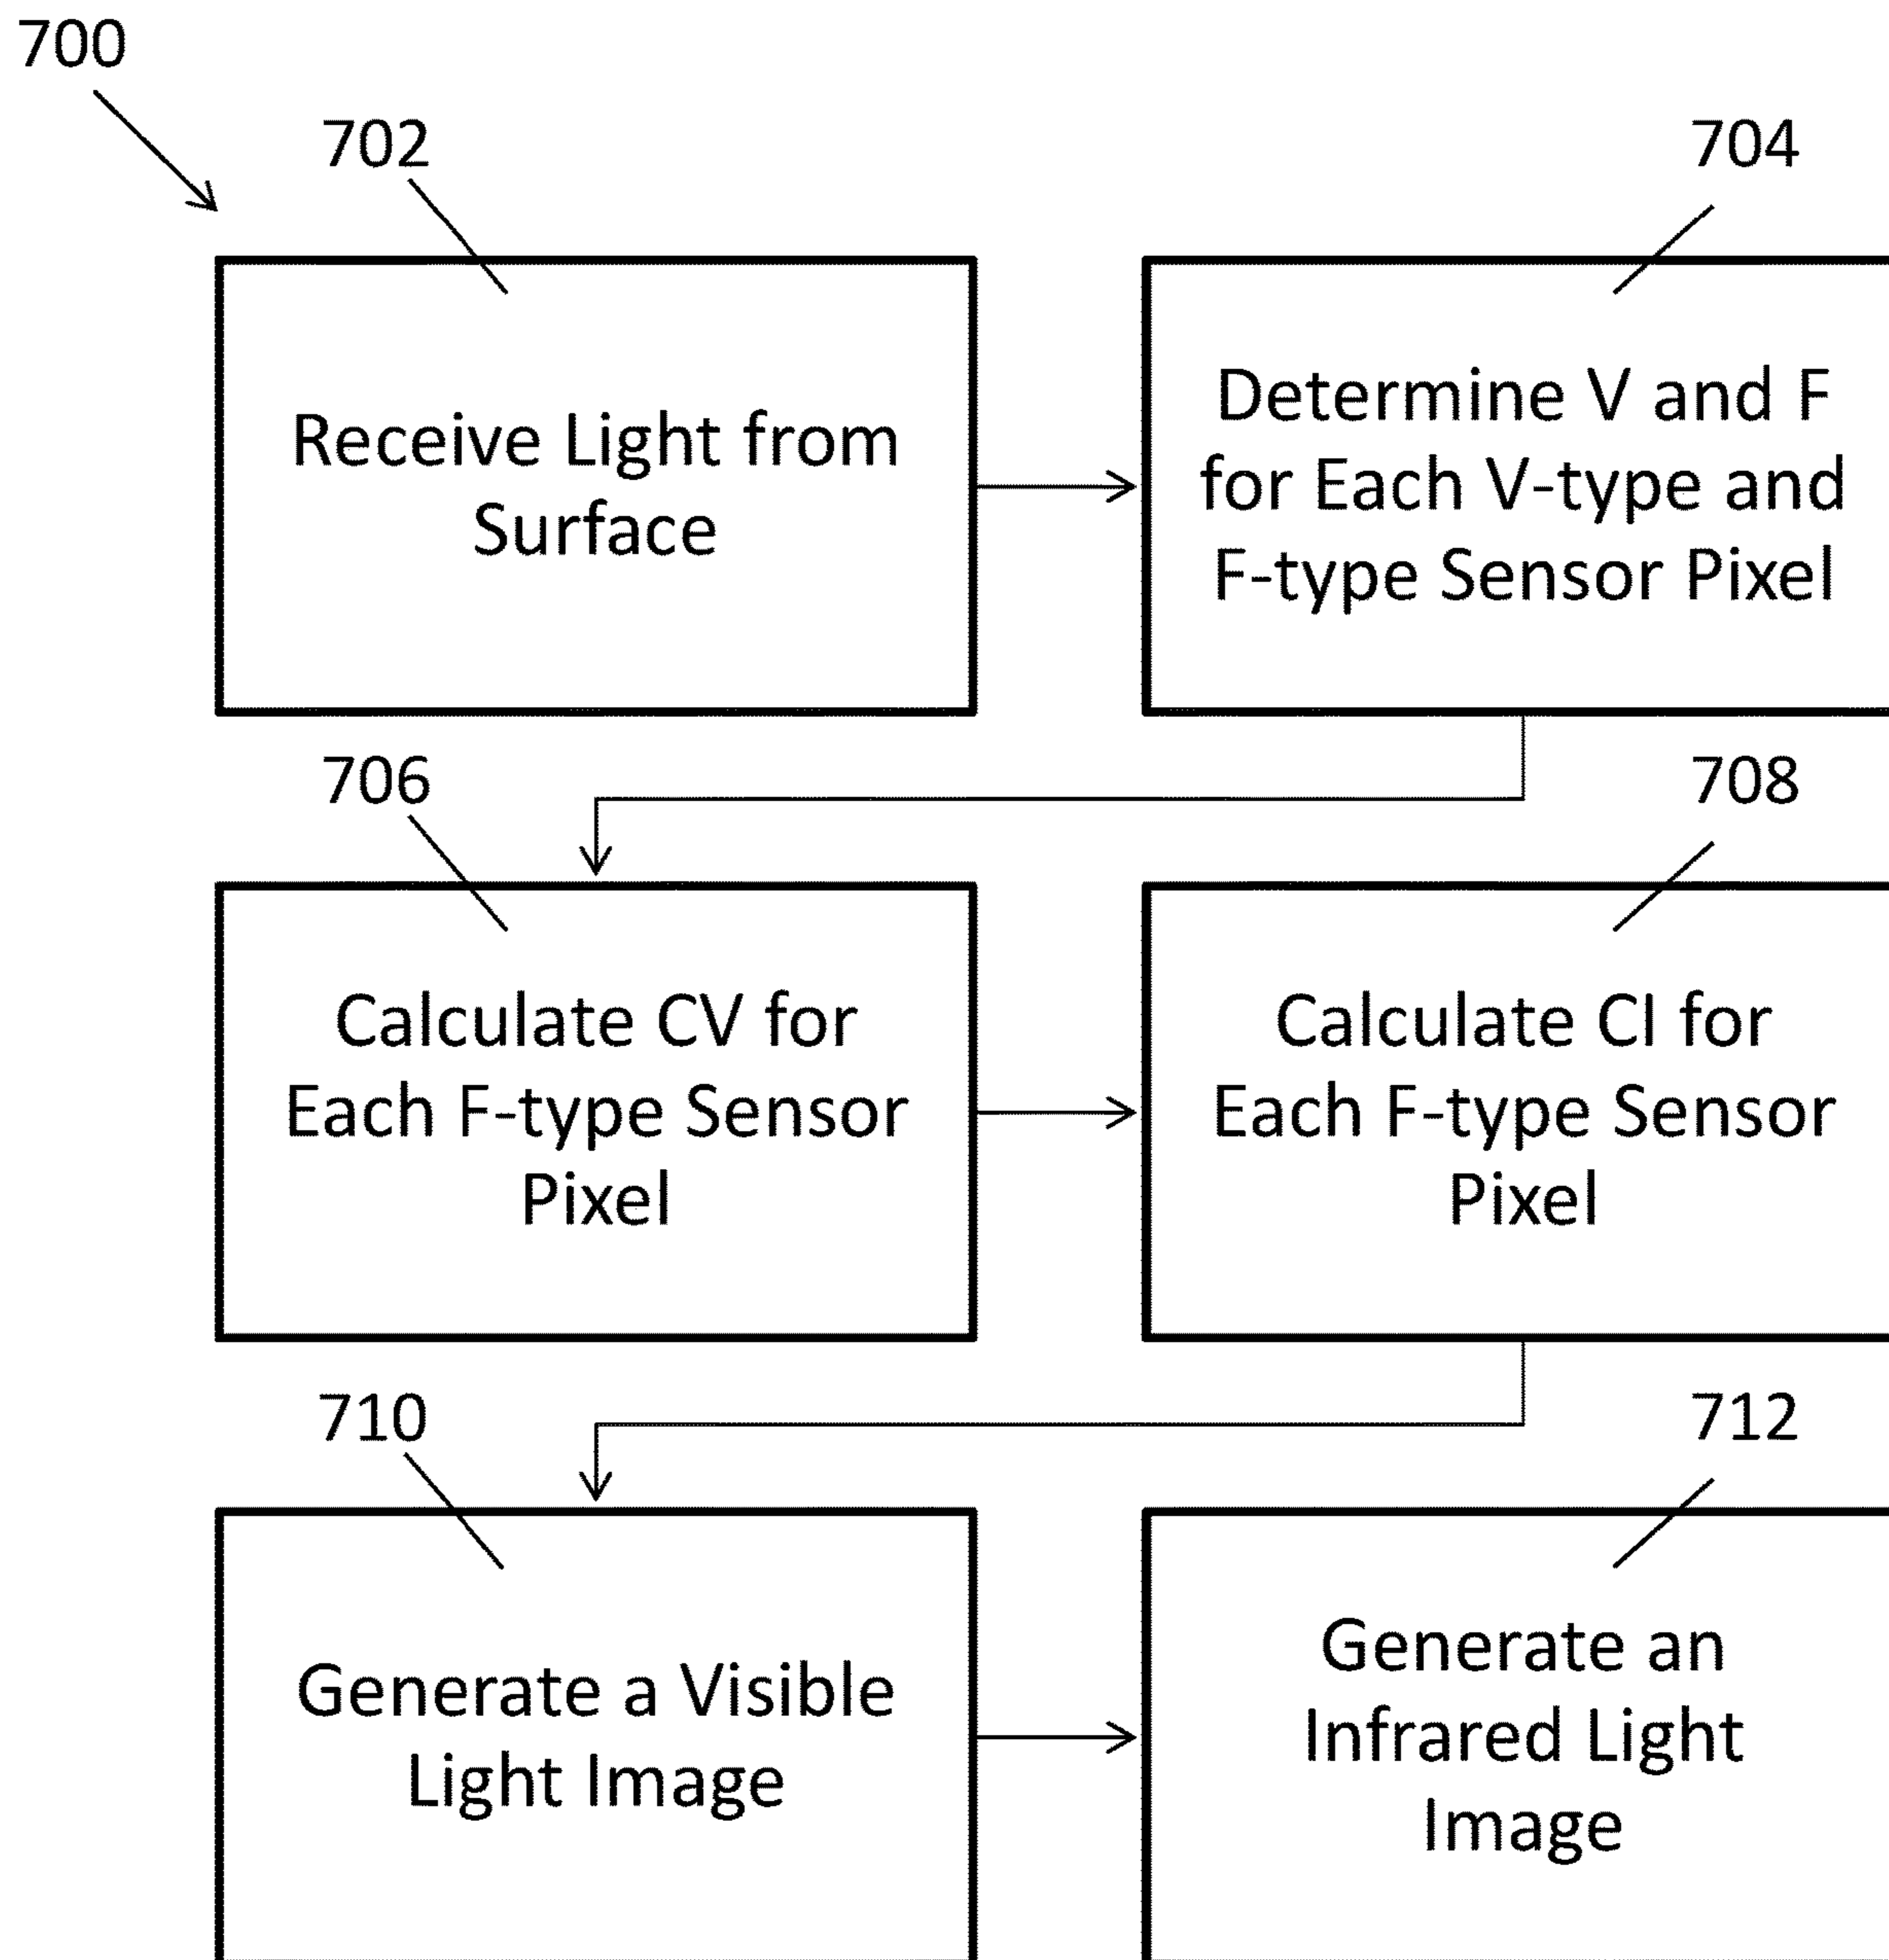 700
702
704
Receive Light from
Surface
Determine V and F
for Each V-type and
F-type Sensor Pixel
706
708
Calculate CV for
Each F-type Sensor
Pixel
Calculate CI for
Each F-type Sensor
Pixel
710
712
Generate a Visible
Light Image
Generate an
Infrared Light
Image